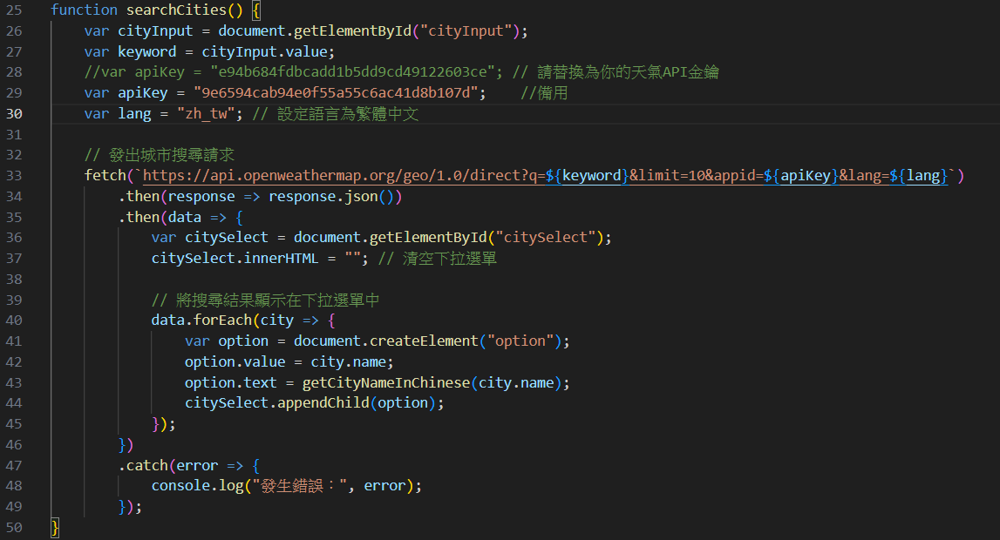 25 function searchCities() {
26 var cityInput = document.getElementById("cityInput");
27 var keyword = cityInput.value;
28 //var apiKey = "e94b684fdbcadd1b5dd9cd49122603ce"; // 請替換為你的天氣API金鑰
29 var apiKey = "9e6594cab94e0f55a55c6ac41d8b107d"; //備用
30 var lang = "zh_tw"; // 設定語言為繁體中文
31
32 // 發出城市搜尋請求
33 fetch(`https://api.openweathermap.org/geo/1.0/direct?q=${keyword}&limit=10&appid=${apiKey}&lang=${lang}`)
34 .then(response => response.json())
35 .then(data => {
36 var citySelect = document.getElementById("citySelect");
37 citySelect.innerHTML = ""; // 清空下拉選單
38
39 // 將搜尋結果顯示在下拉選單中
40 data.forEach(city => {
41 var option = document.createElement("option");
42 option.value = city.name;
43 option.text = getCityNameInChinese(city.name);
44 citySelect.appendChild(option);
45 });
46 })
47 .catch(error => {
48 console.log("發生錯誤：", error);
49 });
50 }